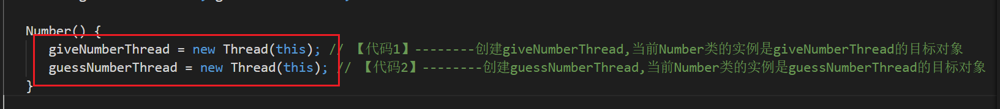 Number() {
giveNumberThread = new Thread(this); // 【代码1】--------创建giveNumberThread,当前Number类的实例是giveNumberThread的目标对象
guessNumberThread = new Thread(this); // 【代码2】--------创建guessNumberThread,当前Number类的实例是guessNumberThread的目标对象
}